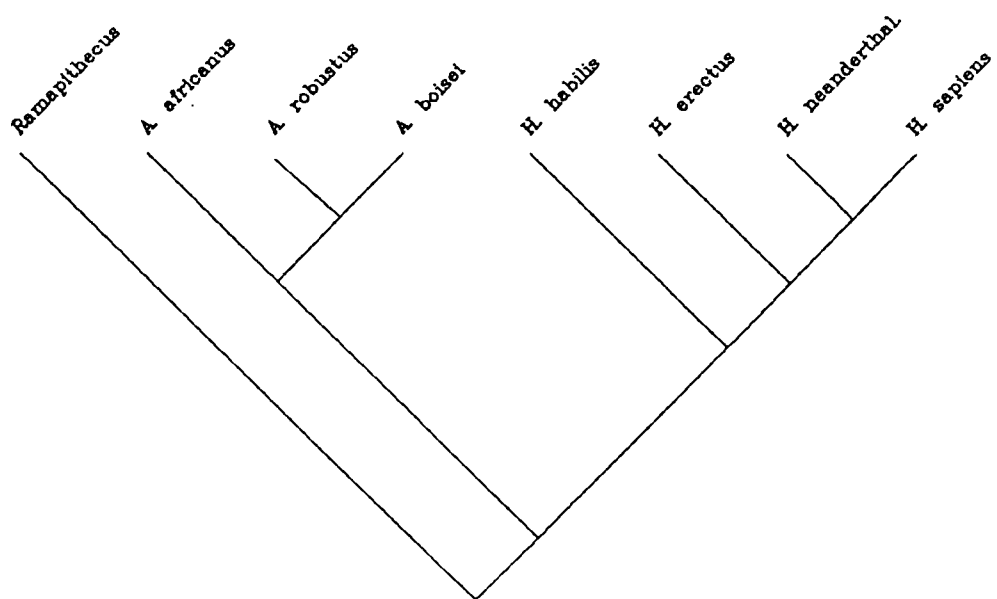 Ramapithecus
A africanus
A robustus
A boisei
H. habilis
H. erectus
H. neanderthal
H. sapiens